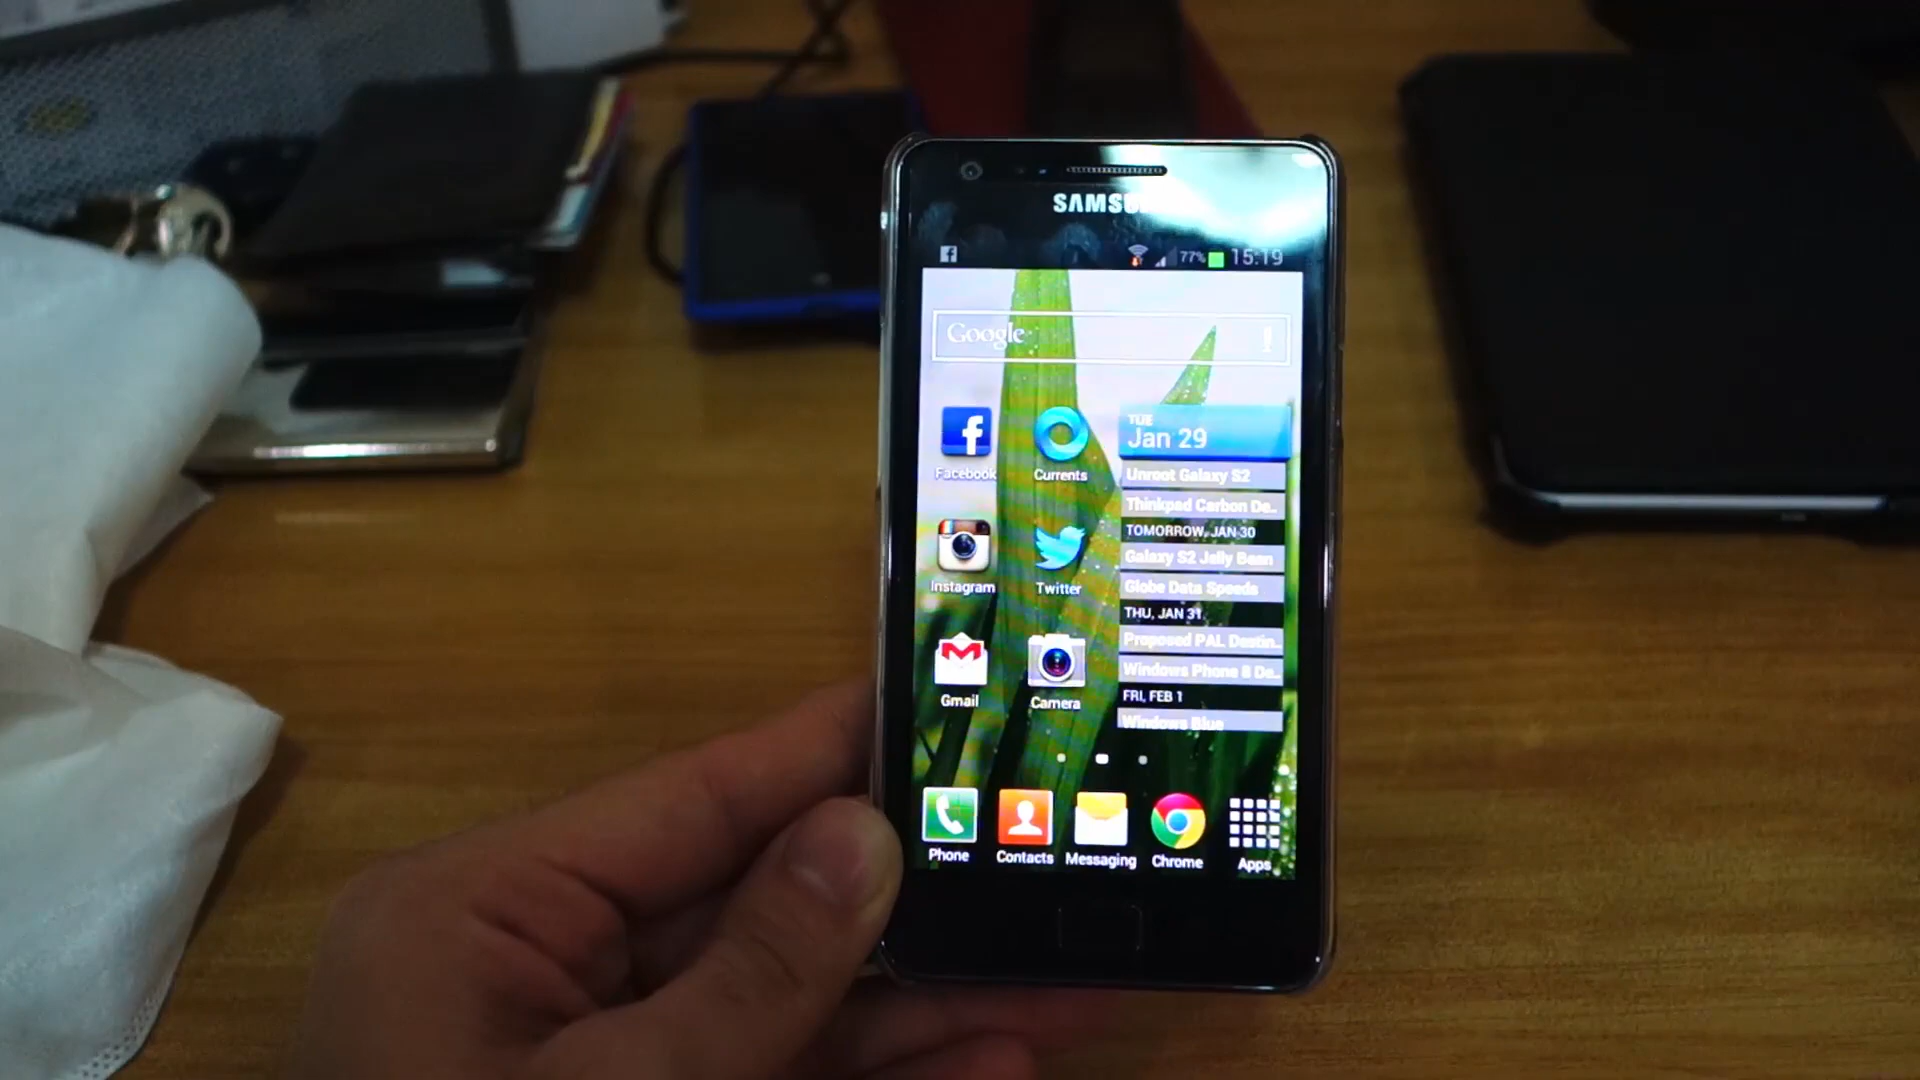 SAMSU
77% 15:19
Google
Facebook
Currents
TUE
Jan 29
Unroot Galaxy S2
Thinkpad Carbon De..
TOMORROW, JAN 30
Instagram
Twitter
Galaxy S2 Jelly Bean
Globe Data Speeds
THU, JAN 31
Proposed PAL Destin..
Windows Phone 8 De..
Gmail
Camera
FRI, FEB 1
Windows Blue
Phone
Contacts
Messaging
Chrome
Apps